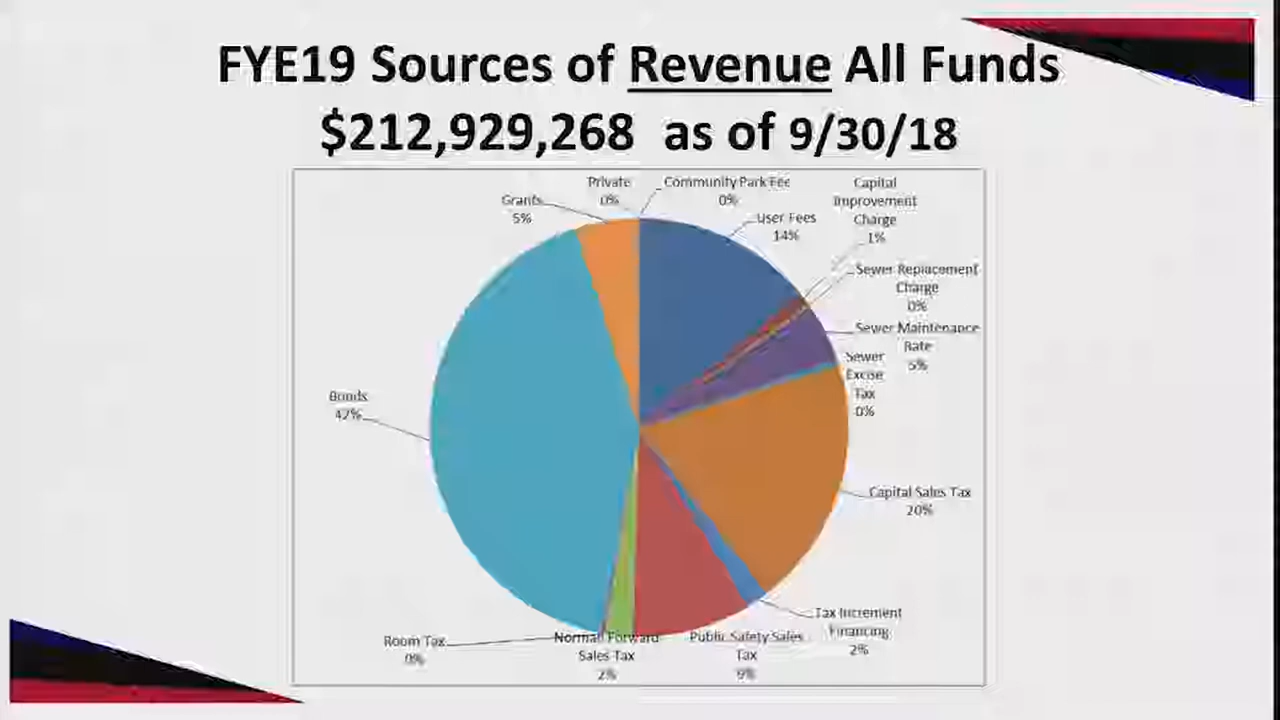 FYE19 Sources of Revenue All Funds
$212,929,268 as of 9/30/18
Private
0%
Community Park Fee
0%
Capital
Improvement
Charge
1%
Grants
5%
User Fees
14%
Sewer Replacement
Charge
0%
Sewer Maintenance
Rate
5%
Sewer
Excise
Tax
0%
Bonds
42%
Capital Sales Tax
20%
Tax Increment
Financing
2%
Public Safety Sales
Tax
9%
Norman Forward
Sales Tax
2%
Room Tax
0%